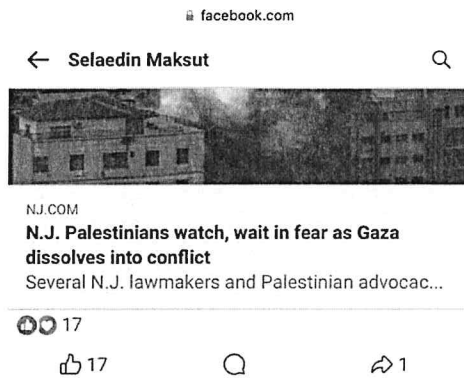 facebook.com
Selaedin Maksut
NJ.COM
N.J. Palestinians watch, wait in fear as Gaza
dissolves into conflict
Several N.J. lawmakers and Palestinian advocac...
17
17
1